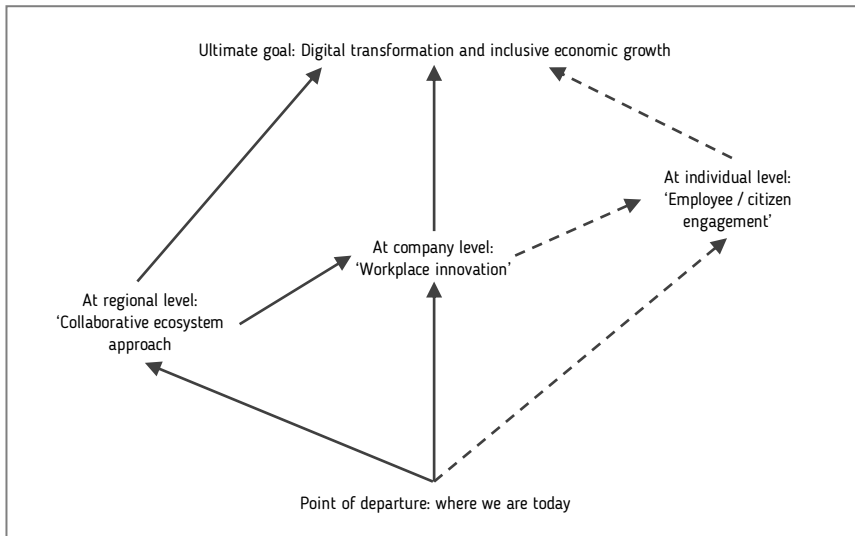 Ultimate goal: Digital transformation and inclusive economic growth
At individual level:
‘Employee / citizen
engagement’
At company level:
‘Workplace innovation’
At regional level:
‘Collaborative ecosystem
approach
Point of departure: where we are today